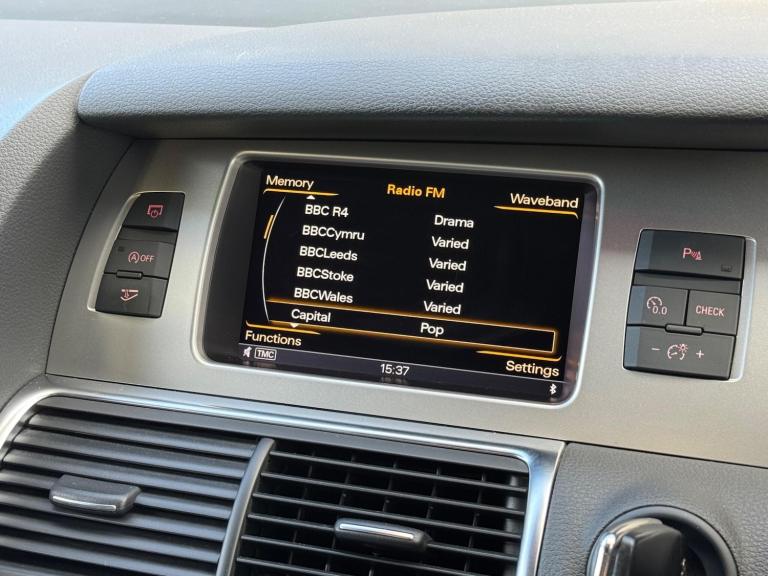 Memory
Radio FM
Waveband
BBC R4 Drama
BBCCymru Varied
BBCLeeds Varied
BBCStoke Varied
BBCWales Varied
Capital Pop
Functions
Settings
TMC
15:37
A OFF
P
0.0
CHECK
- +